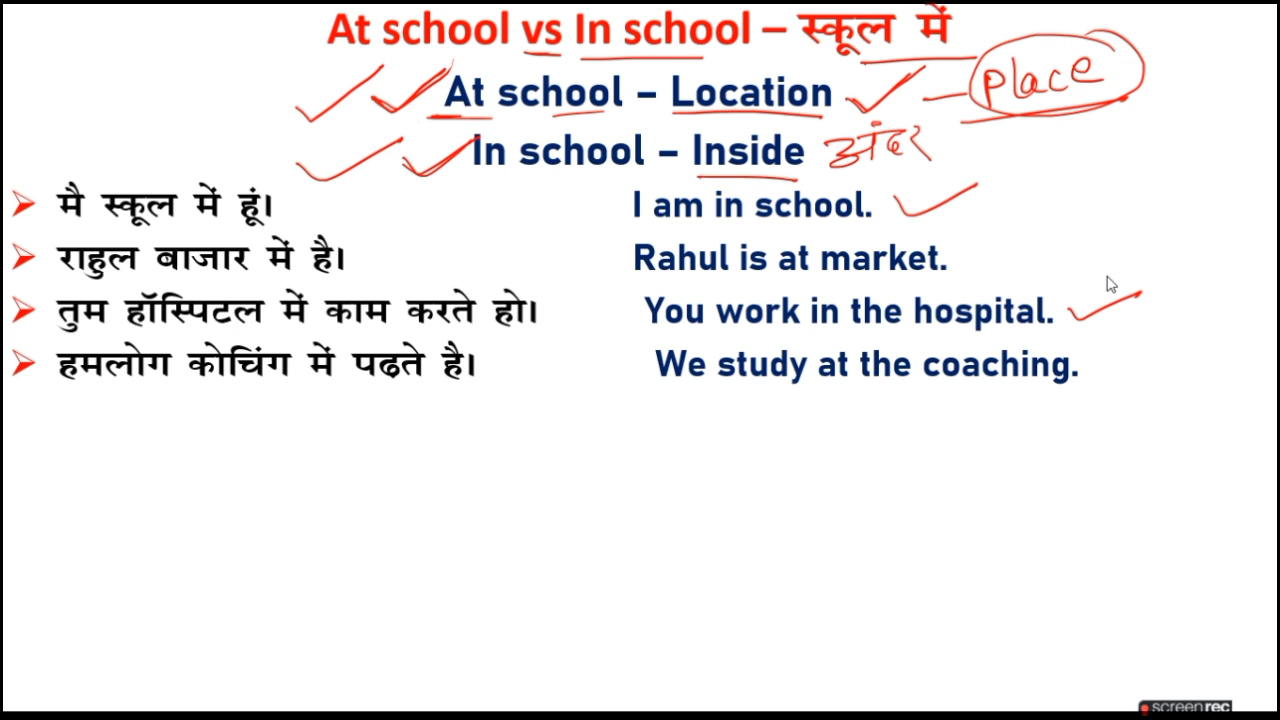 At school vs In school – स्कूल में
At school – Location place
In school – Inside अंदर
मै स्कूल में हूं। I am in school.
राहुल बाजार में है। Rahul is at market.
तुम हॉस्पिटल में काम करते हो। You work in the hospital.
हमलोग कोचिंग में पढ़ते है। We study at the coaching.
screenrec